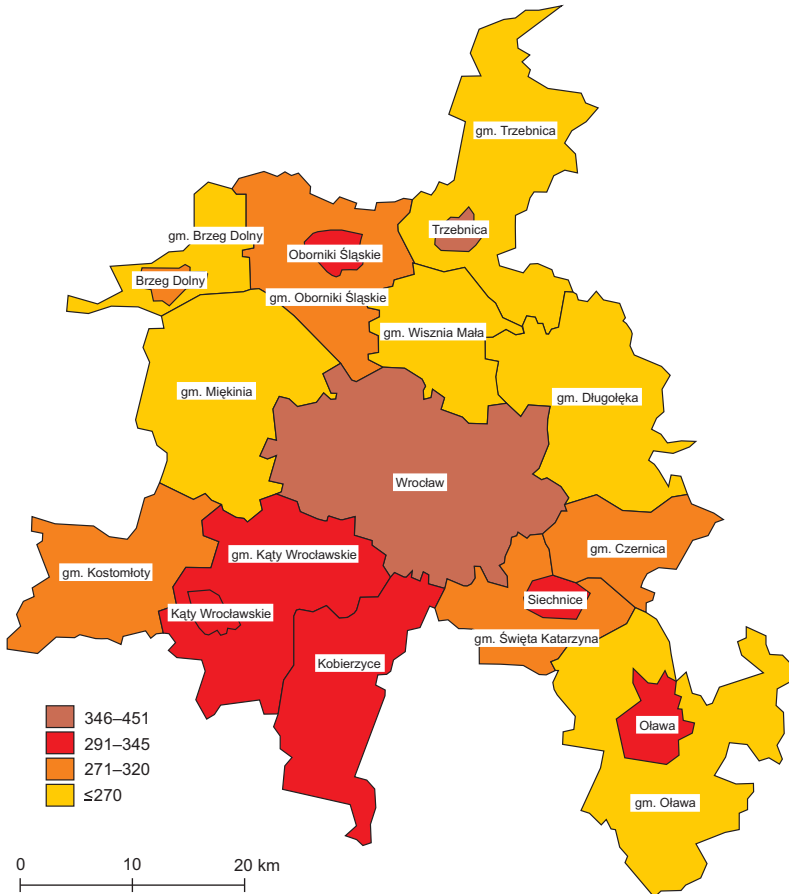 gm. Trzebnica
Trzebnica
gm. Brzeg Dolny
Oborniki Śląskie
Brzeg Dolny
gm. Oborniki Śląskie
gm. Wisznia Mała
gm. Miękinia
gm. Długołęka
Wrocław
gm. Kąty Wrocławskie
gm. Czernica
gm. Kostomłoty
Siechnice
Kąty Wrocławskie
gm. Święta Katarzyna
Kobierzyce
346–451
Oława
291–345
271–320
≤270
gm. Oława
0 10 20 km